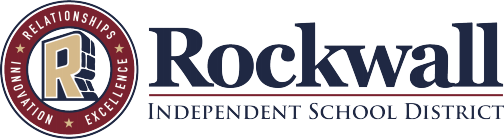 RELATIONSHIPS
INNOVATION
EXCELLENCE
R
Rockwall
INDEPENDENT SCHOOL DISTRICT